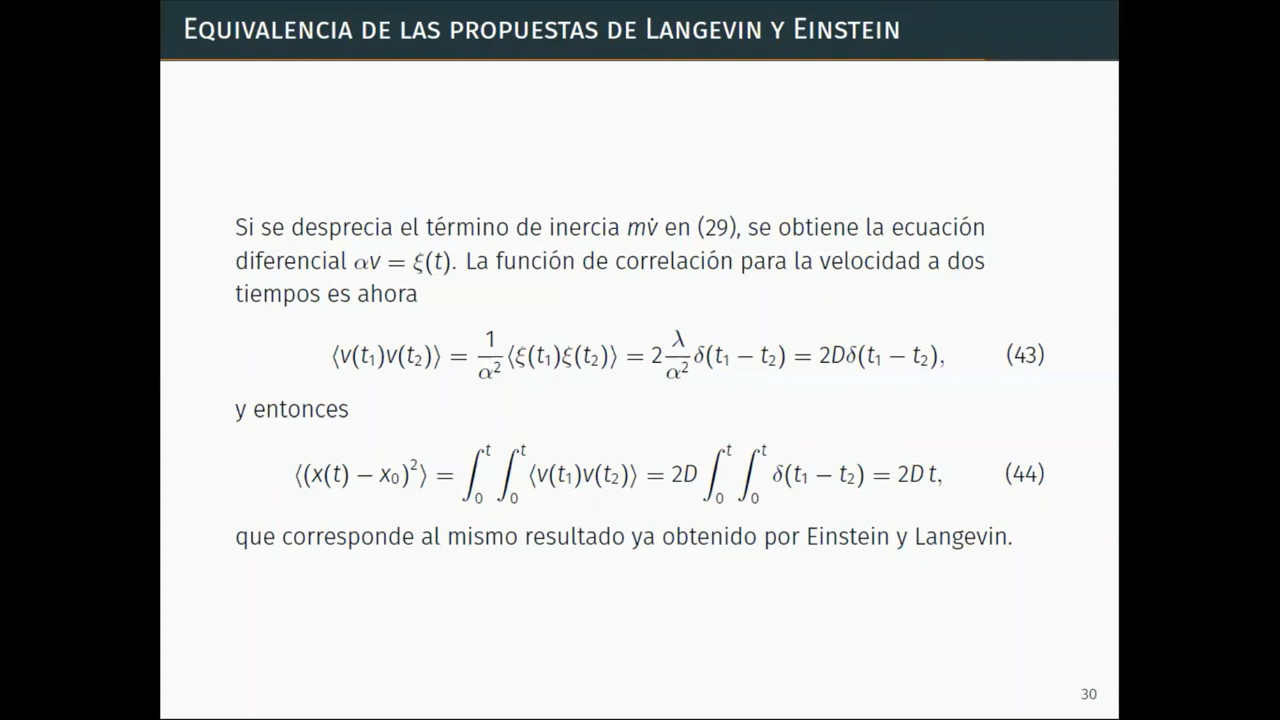 EQUIVALENCIA DE LAS PROPUESTAS DE LANGEVIN Y EINSTEIN
Si se desprecia el término de inercia mv̇ en (29), se obtiene la ecuación
diferencial αv = ξ(t). La función de correlación para la velocidad a dos
tiempos es ahora
⟨v(t₁)v(t₂)⟩ = 1/α² ⟨ξ(t₁)ξ(t₂)⟩ = 2 λ/α² δ(t₁ − t₂) = 2Dδ(t₁ − t₂), (43)
y entonces
⟨(x(t) − x₀)²⟩ = ∫₀ᵗ ∫₀ᵗ ⟨v(t₁)v(t₂)⟩ = 2D ∫₀ᵗ ∫₀ᵗ δ(t₁ − t₂) = 2D t, (44)
que corresponde al mismo resultado ya obtenido por Einstein y Langevin.
30